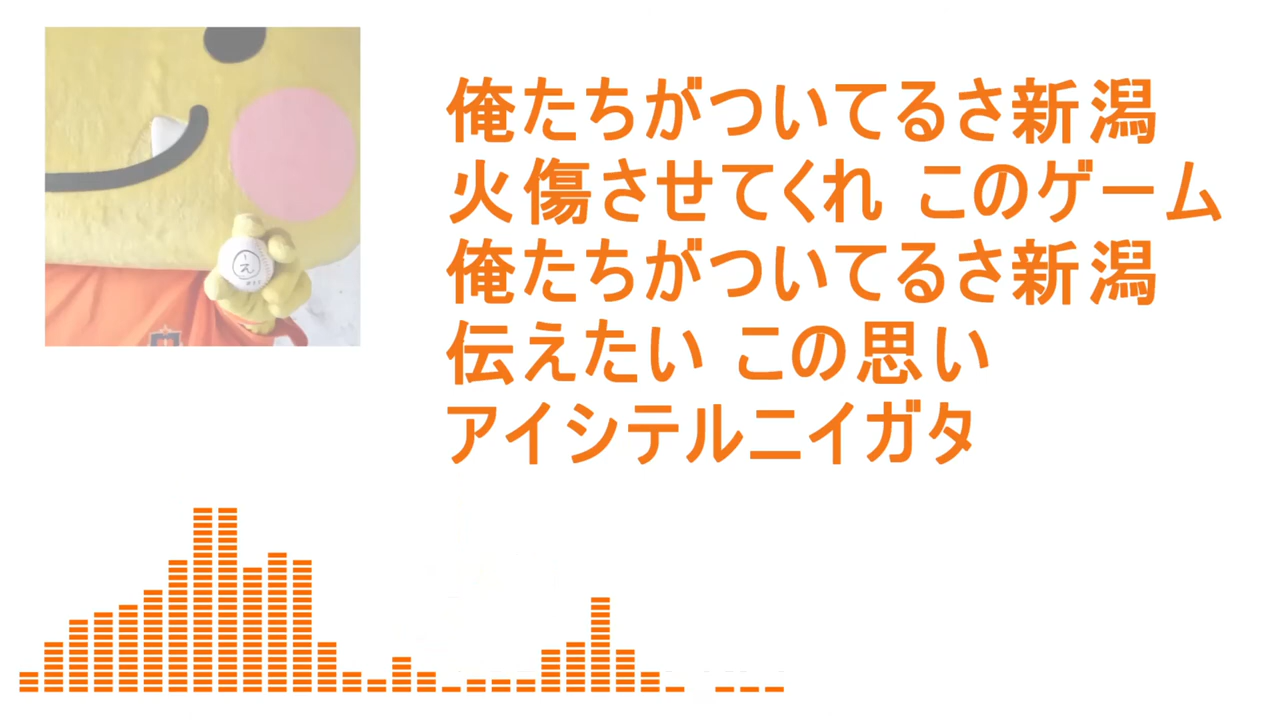 俺たちがついてるさ新潟
火傷させてくれ このゲーム
俺たちがついてるさ新潟
伝えたい この思い
アイシテルニイガタ